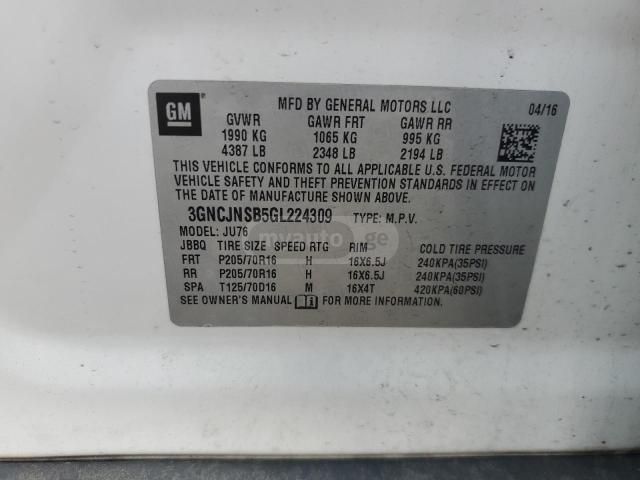 GM
MFD BY GENERAL MOTORS LLC 04/16
GVWR GAWR FRT GAWR RR
1990 KG 1065 KG 995 KG
4387 LB 2348 LB 2194 LB
THIS VEHICLE CONFORMS TO ALL APPLICABLE U.S. FEDERAL MOTOR
VEHICLE SAFETY AND THEFT PREVENTION STANDARDS IN EFFECT ON
THE DATE OF MANUFACTURE SHOWN ABOVE.
3GNCJNSB5GL224309 TYPE: M.P.V.
myauto.ge
MODEL: JU76
JBBQ TIRE SIZE SPEED RTG RIM COLD TIRE PRESSURE
FRT P205/70R16 H 16X6.5J 240KPA(35PSI)
RR P205/70R16 H 16X6.5J 240KPA(35PSI)
SPA T125/70D16 M 16X4T 420KPA(60PSI)
SEE OWNER'S MANUAL FOR MORE INFORMATION.